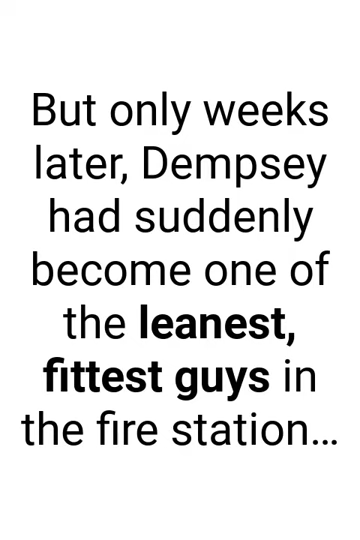 But only weeks
later, Dempsey
had suddenly
become one of
the leanest,
fittest guys in
the fire station...